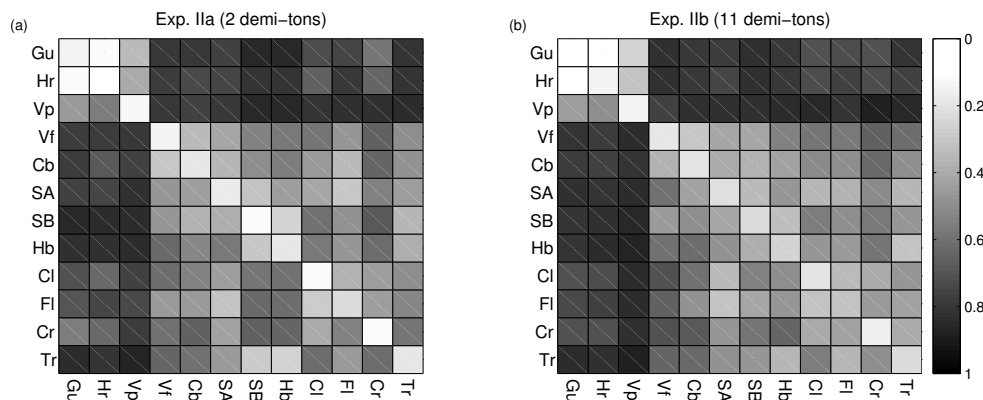 (a) Exp. IIa (2 demi−tons)
Gu
Hr
Vp
Vf
Cb
SA
SB
Hb
Cl
Fl
Cr
Tr
Gu Hr Vp Vf Cb SA SB Hb Cl Fl Cr Tr
(b) Exp. IIb (11 demi−tons)
Gu
Hr
Vp
Vf
Cb
SA
SB
Hb
Cl
Fl
Cr
Tr
Gu Hr Vp Vf Cb SA SB Hb Cl Fl Cr Tr
0
0.2
0.4
0.6
0.8
1